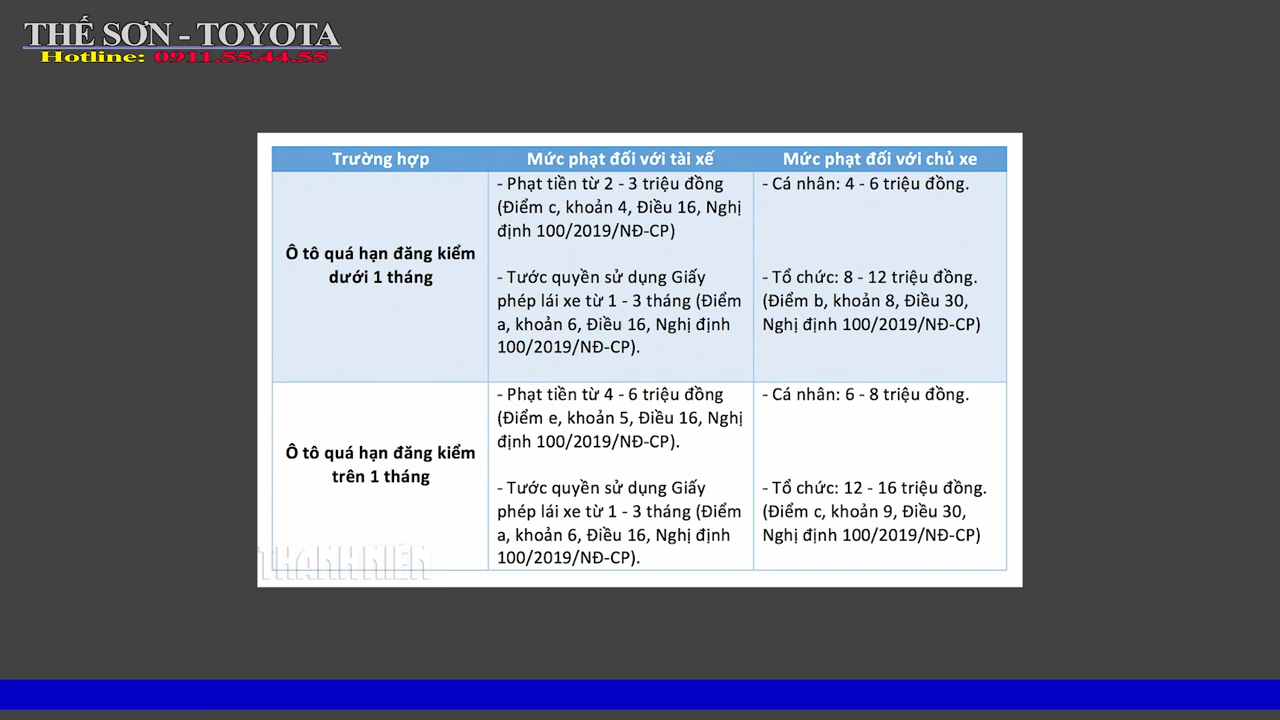 THẾ SƠN - TOYOTA
Hotline: 0911.55.44.55
Trường hợp
Mức phạt đối với tài xế
Mức phạt đối với chủ xe
Ô tô quá hạn đăng kiểm
dưới 1 tháng
- Phạt tiền từ 2 - 3 triệu đồng
(Điểm c, khoản 4, Điều 16, Nghị
định 100/2019/NĐ-CP)
- Tước quyền sử dụng Giấy
phép lái xe từ 1 - 3 tháng (Điểm
a, khoản 6, Điều 16, Nghị định
100/2019/NĐ-CP).
- Cá nhân: 4 - 6 triệu đồng.
- Tổ chức: 8 - 12 triệu đồng.
(Điểm b, khoản 8, Điều 30,
Nghị định 100/2019/NĐ-CP)
Ô tô quá hạn đăng kiểm
trên 1 tháng
- Phạt tiền từ 4 - 6 triệu đồng
(Điểm e, khoản 5, Điều 16, Nghị
định 100/2019/NĐ-CP).
- Tước quyền sử dụng Giấy
phép lái xe từ 1 - 3 tháng (Điểm
a, khoản 6, Điều 16, Nghị định
100/2019/NĐ-CP).
- Cá nhân: 6 - 8 triệu đồng.
- Tổ chức: 12 - 16 triệu đồng.
(Điểm c, khoản 9, Điều 30,
Nghị định 100/2019/NĐ-CP)
THANH NIÊN